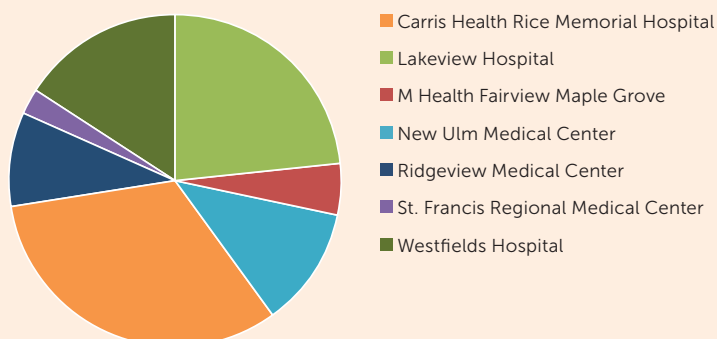 Carris Health Rice Memorial Hospital
Lakeview Hospital
M Health Fairview Maple Grove
New Ulm Medical Center
Ridgeview Medical Center
St. Francis Regional Medical Center
Westfields Hospital